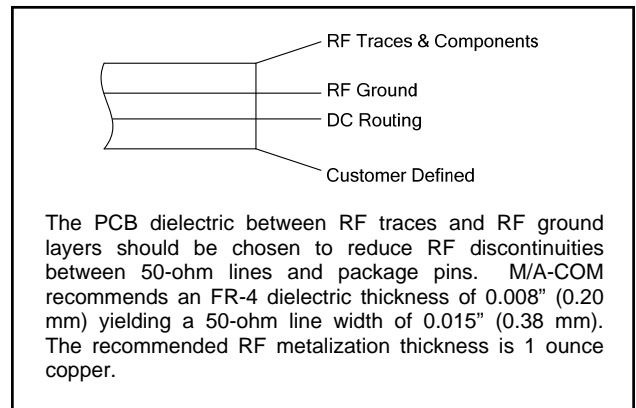 RF Traces & Components
RF Ground
DC Routing
Customer Defined
The PCB dielectric between RF traces and RF ground
layers should be chosen to reduce RF discontinuities
between 50-ohm lines and package pins. M/A-COM
recommends an FR-4 dielectric thickness of 0.008” (0.20
mm) yielding a 50-ohm line width of 0.015” (0.38 mm).
The recommended RF metalization thickness is 1 ounce
copper.